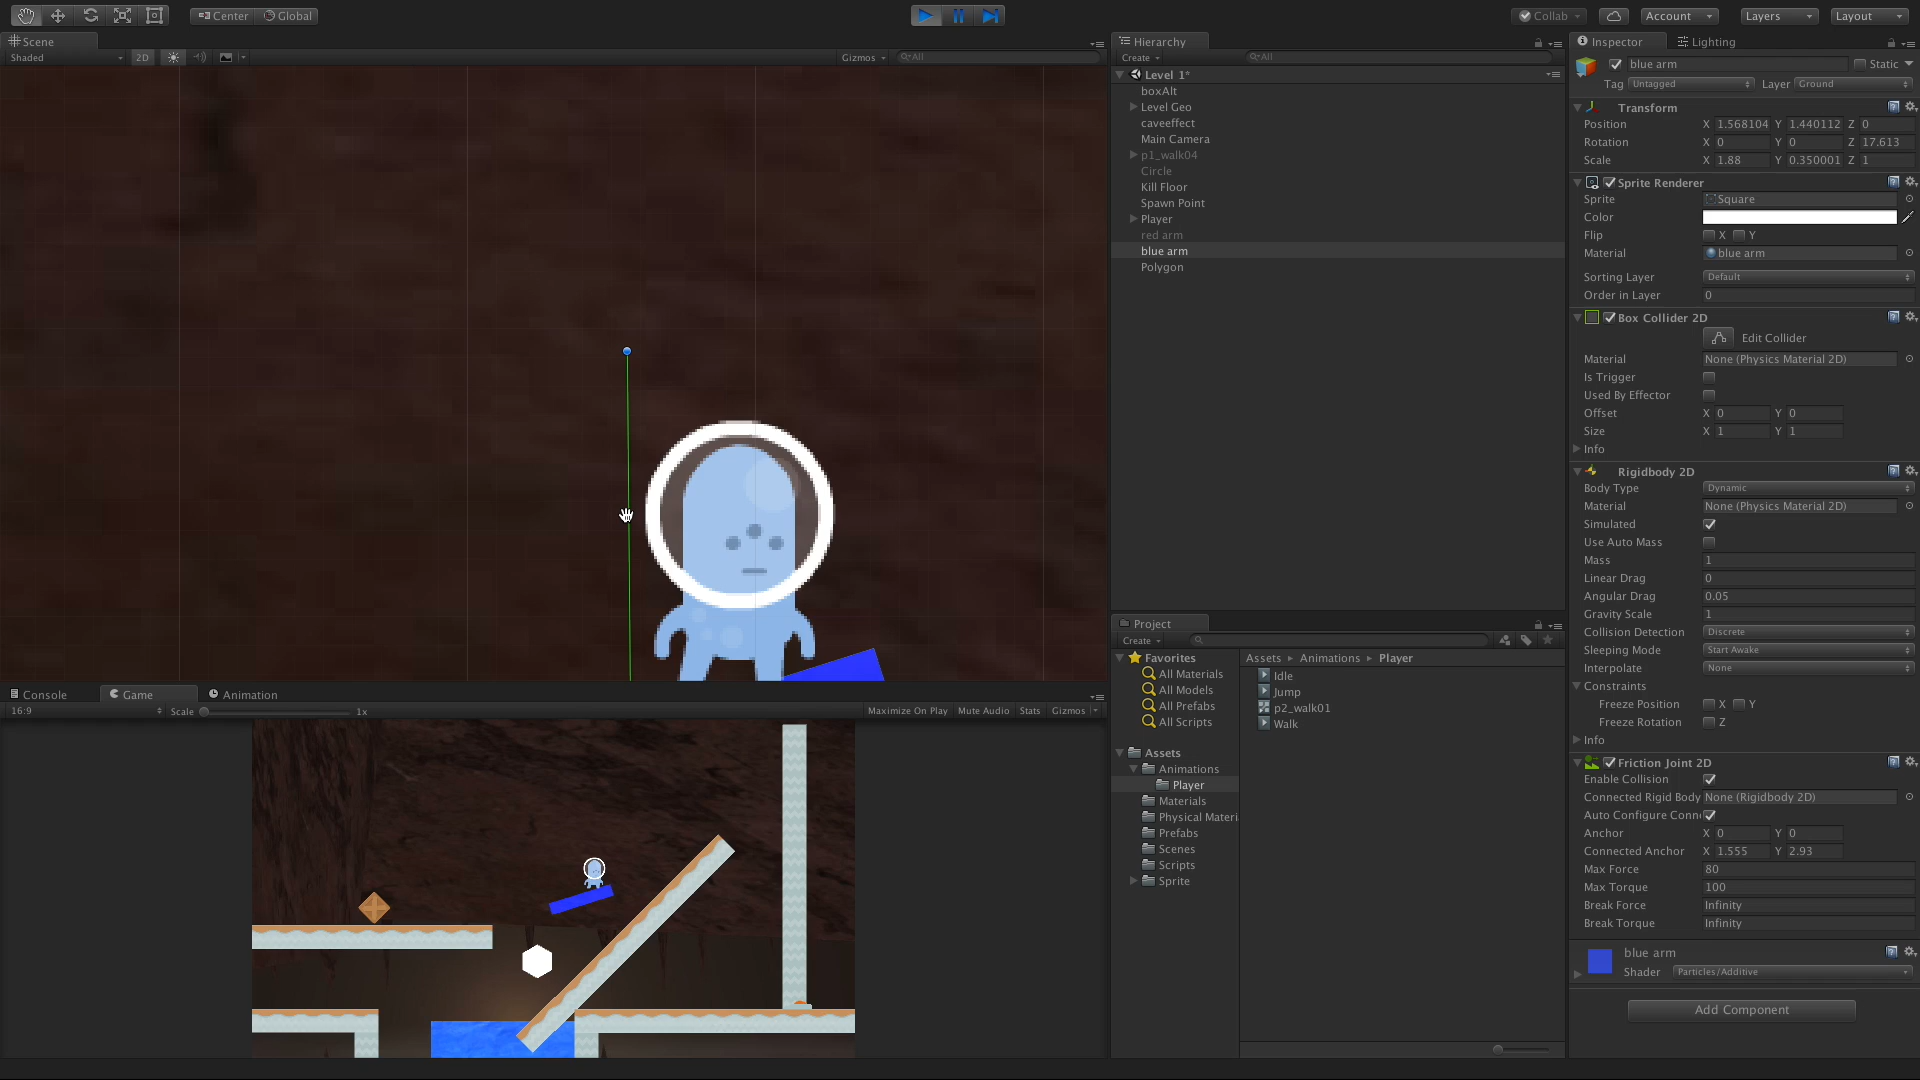 Center Global
Collab Account Layers Layout
Scene
Shaded 2D Gizmos All
Hierarchy
Create All
Level 1*
boxAlt
Level Geo
caveeffect
Main Camera
p1_walk04
Circle
Kill Floor
Spawn Point
Player
red arm
blue arm
Polygon
Console Game Animation
16:9 Scale 1x Maximize On Play Mute Audio Stats Gizmos
Project
Create
Favorites
All Materials
All Models
All Prefabs
All Scripts
Assets
Animations
Player
Materials
Physical Materi
Prefabs
Scenes
Scripts
Sprite
Assets Animations Player
Idle
Jump
p2_walk01
Walk
Inspector Lighting
blue arm Static
Tag Untagged Layer Ground
Transform
Position X 1.568104 Y 1.440112 Z 0
Rotation X 0 Y 0 Z 17.613
Scale X 1.88 Y 0.350001 Z 1
Sprite Renderer
Sprite Square
Color
Flip X Y
Material blue arm
Sorting Layer Default
Order in Layer 0
Box Collider 2D
Edit Collider
Material None (Physics Material 2D)
Is Trigger
Used By Effector
Offset X 0 Y 0
Size X 1 Y 1
Info
Rigidbody 2D
Body Type Dynamic
Material None (Physics Material 2D)
Simulated
Use Auto Mass
Mass 1
Linear Drag 0
Angular Drag 0.05
Gravity Scale 1
Collision Detection Discrete
Sleeping Mode Start Awake
Interpolate None
Constraints
Freeze Position X Y
Freeze Rotation Z
Info
Friction Joint 2D
Enable Collision
Connected Rigid Body None (Rigidbody 2D)
Auto Configure Conn
Anchor X 0 Y 0
Connected Anchor X 1.555 Y 2.93
Max Force 80
Max Torque 100
Break Force Infinity
Break Torque Infinity
blue arm
Shader Particles/Additive
Add Component